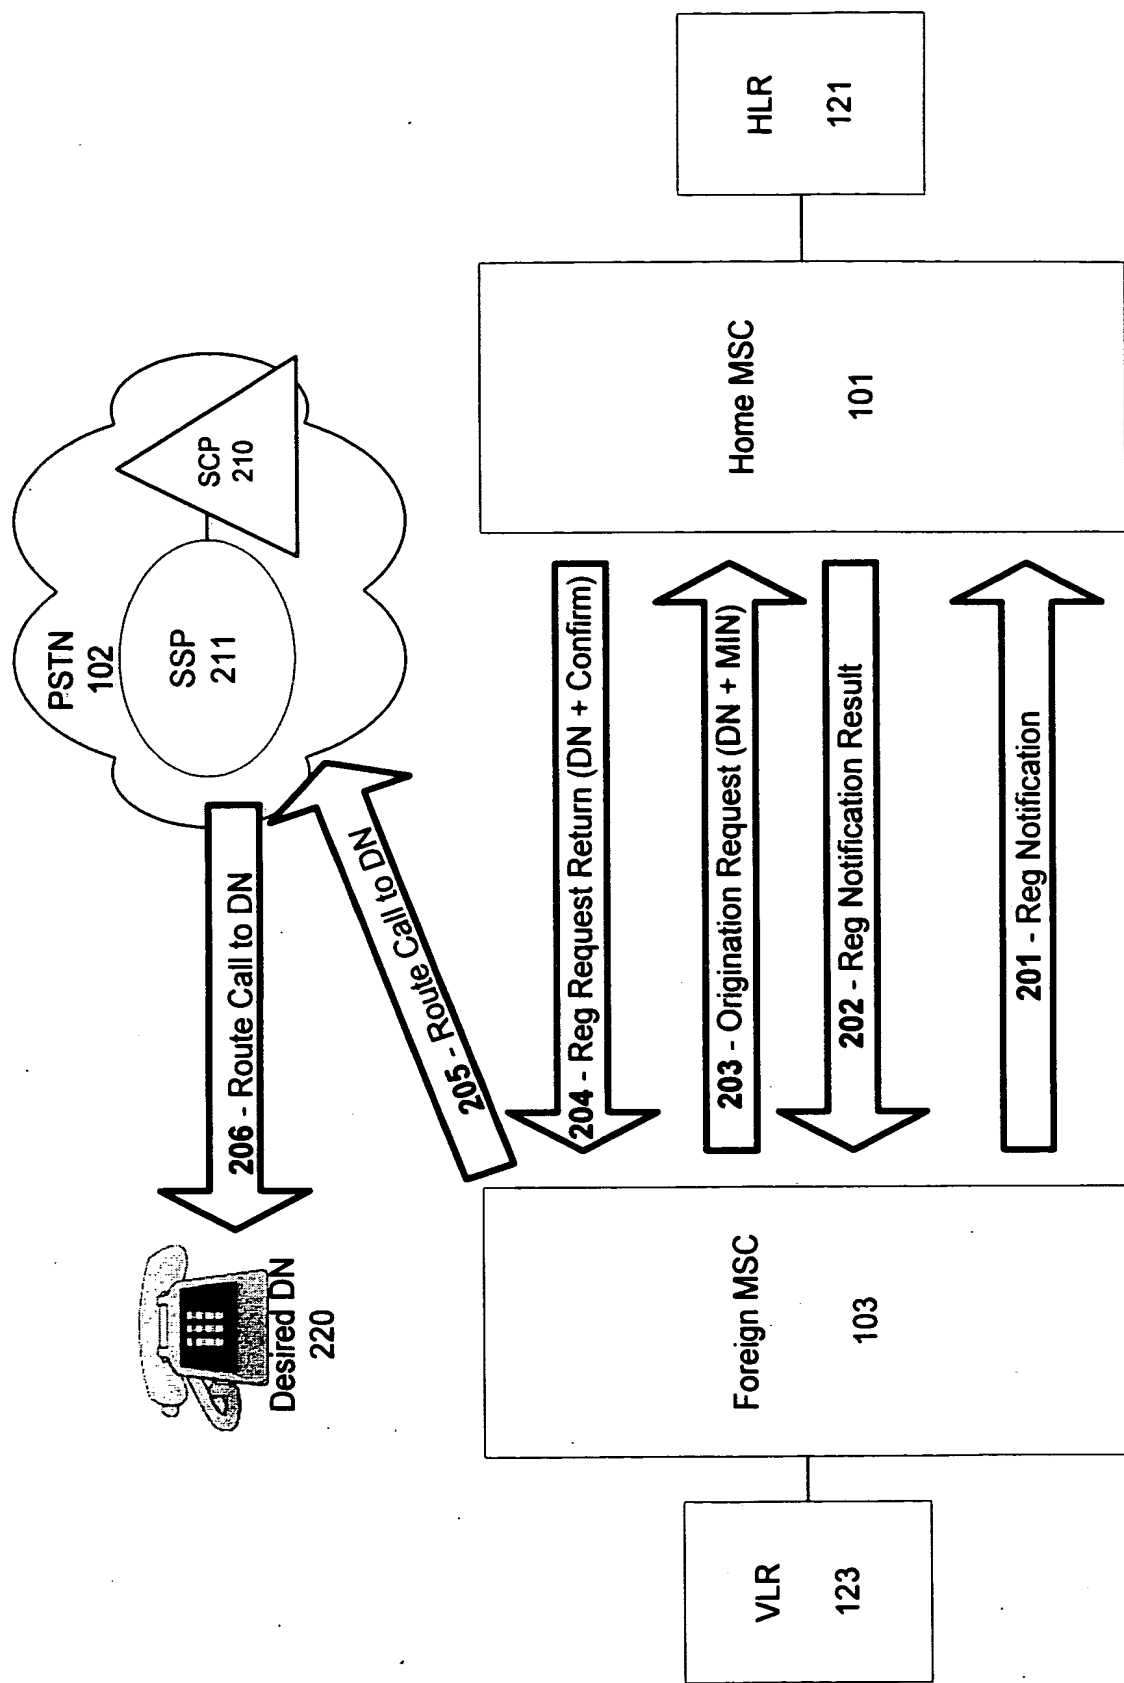 Desired DN
220
206 - Route Call to DN
PSTN
102
SSP
211
SCP
210
205 - Route Call to DN
204 - Reg Request Return (DN + Confirm)
203 - Origination Request (DN + MIN)
202 - Reg Notification Result
201 - Reg Notification
VLR
123
Foreign MSC
103
Home MSC
101
HLR
121